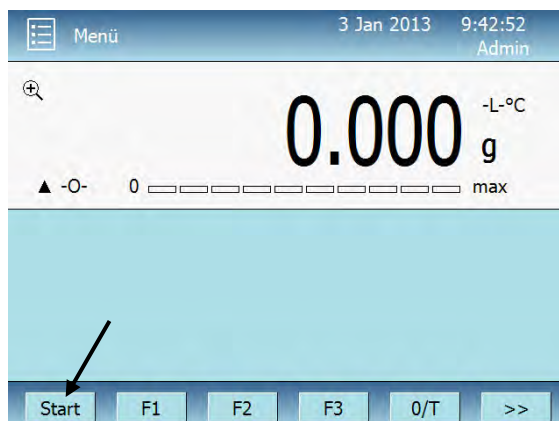 Menü 3 Jan 2013 9:42:52
Admin
-L-°C
0.000 g
-O- 0 max
Start F1 F2 F3 0/T >>